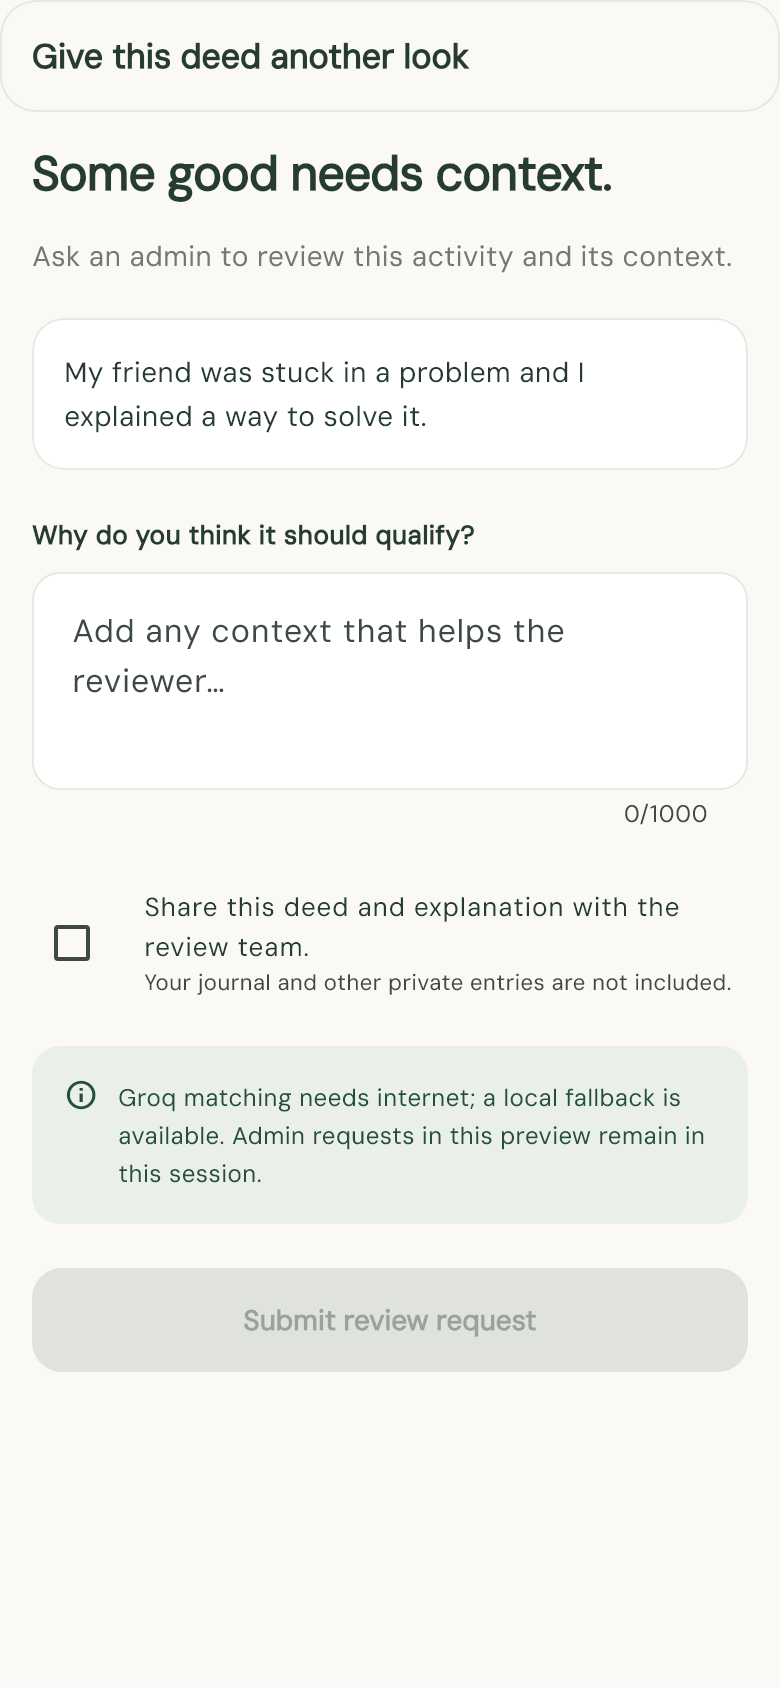 Give this deed another look
Some good needs context.
Ask an admin to review this activity and its context.
My friend was stuck in a problem and I
explained a way to solve it.
Why do you think it should qualify?
Add any context that helps the
reviewer…
0/1000
Share this deed and explanation with the
review team.
Your journal and other private entries are not included.
Groq matching needs internet; a local fallback is
available. Admin requests in this preview remain in
this session.
Submit review request